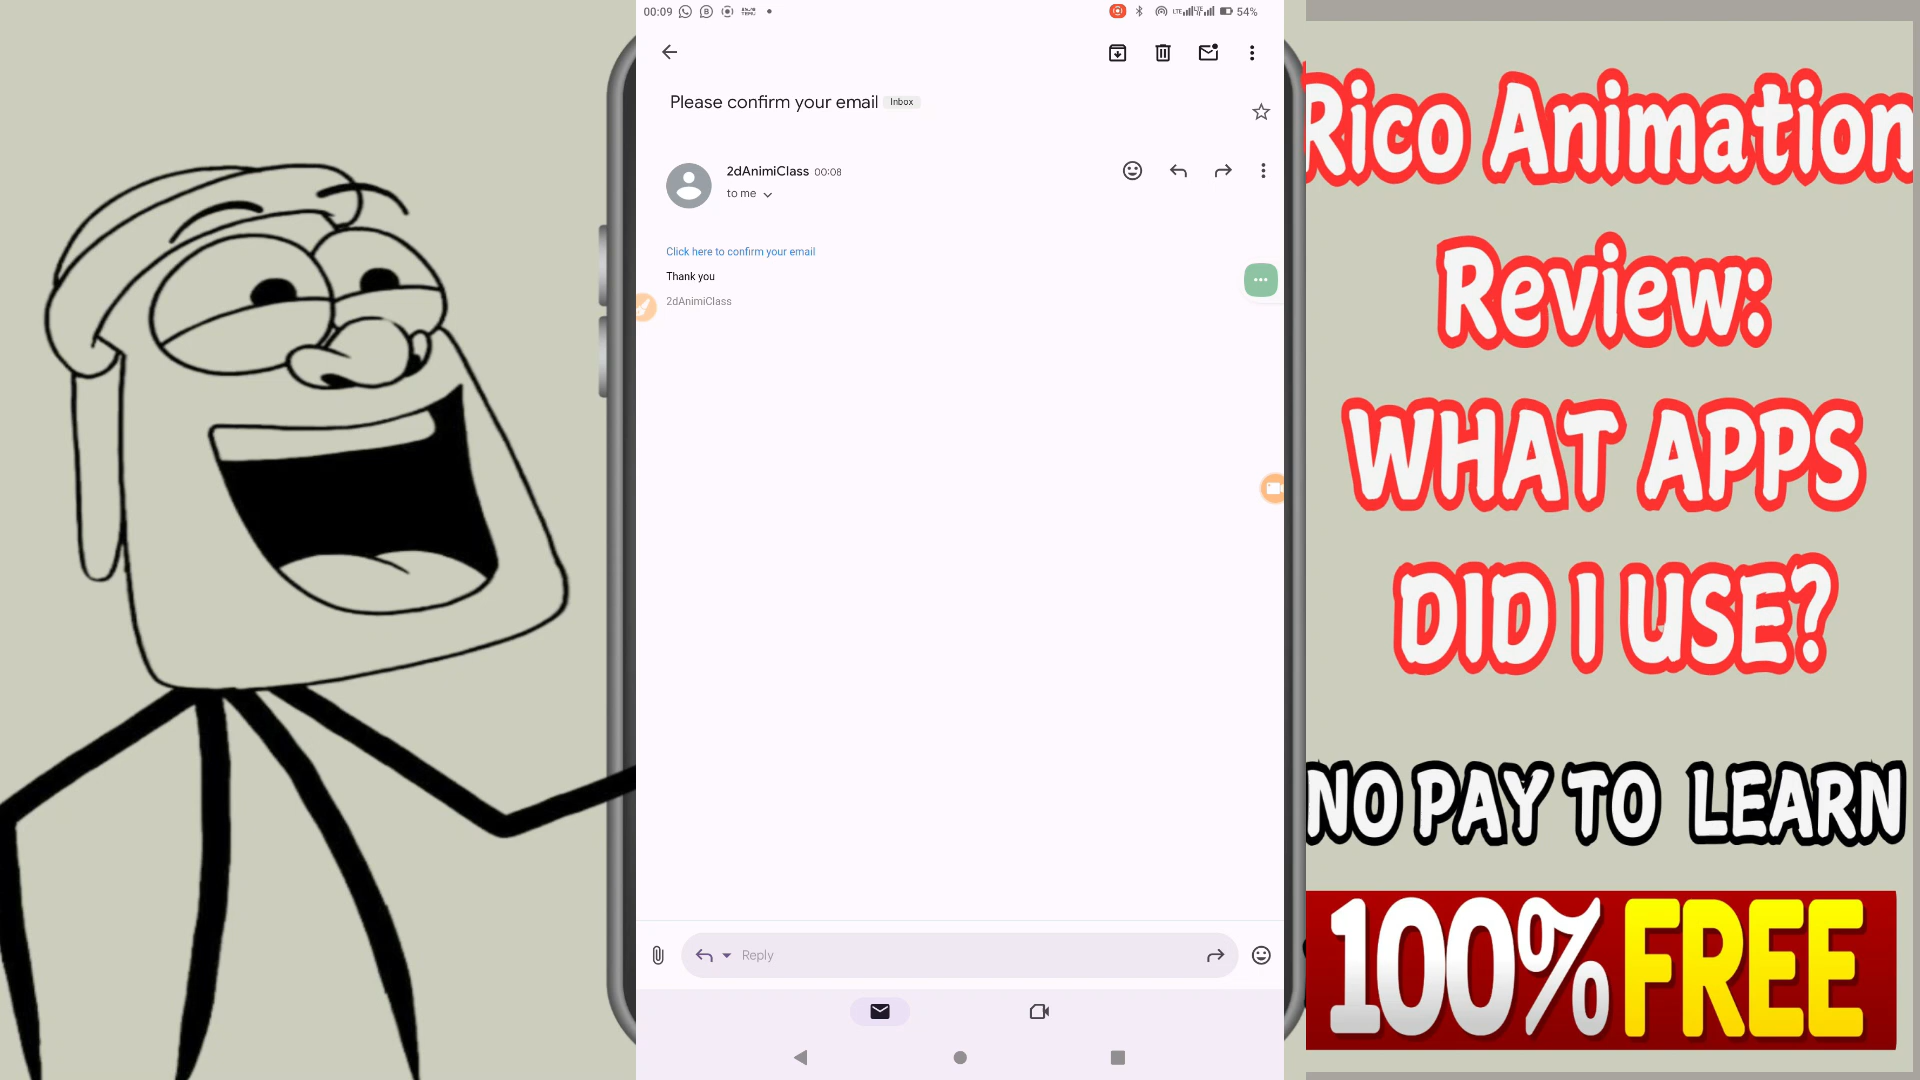 00:09
54%
Please confirm your email Inbox
2dAnimiClass 00:08
to me
Click here to confirm your email
Thank you
2dAnimiClass
Reply
Rico Animation
Review:
WHAT APPS
DID I USE?
NO PAY TO LEARN
100% FREE